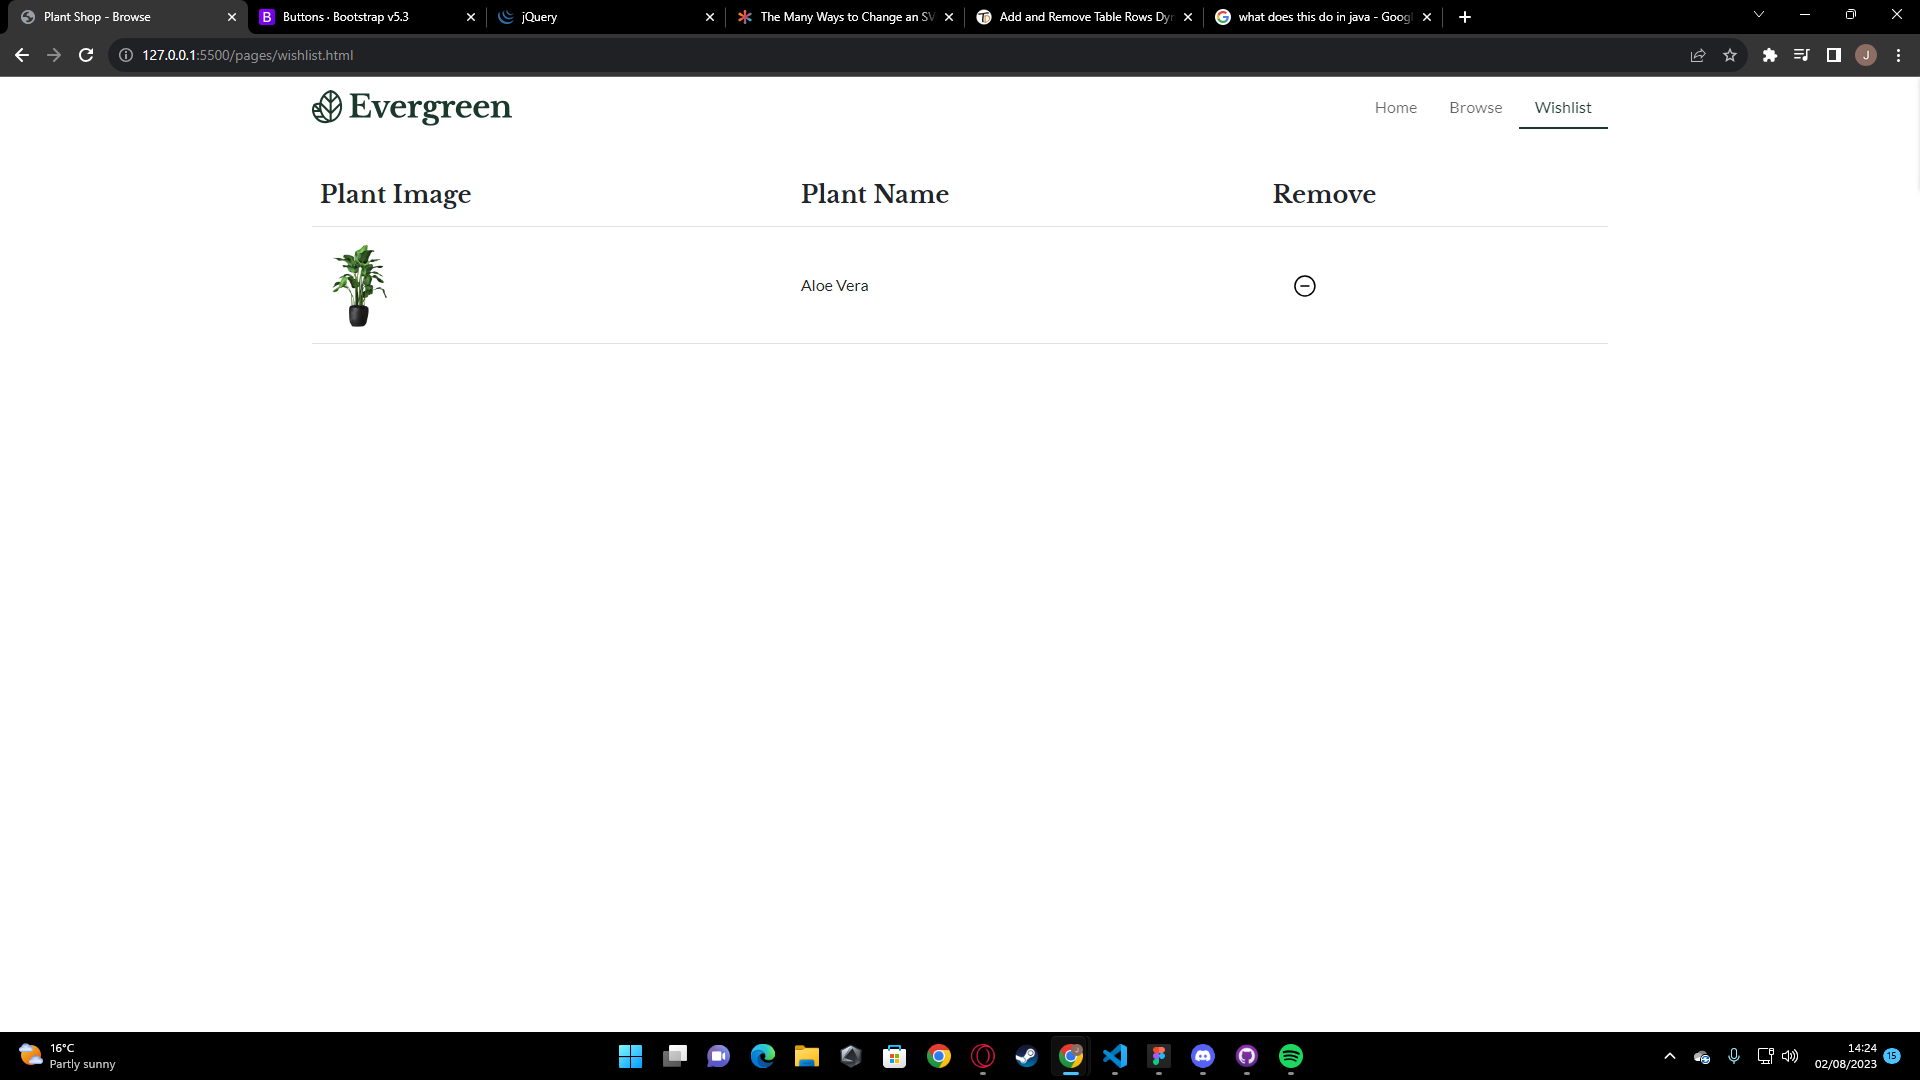 Plant Shop - Browse
Buttons · Bootstrap v5.3
jQuery
The Many Ways to Change an SV
Add and Remove Table Rows Dyn
what does this do in java - Googl
127.0.0.1:5500/pages/wishlist.html
J
Evergreen
Home
Browse
Wishlist
Plant Image
Plant Name
Remove
Aloe Vera
16°C
Partly sunny
14:24
02/08/2023
15